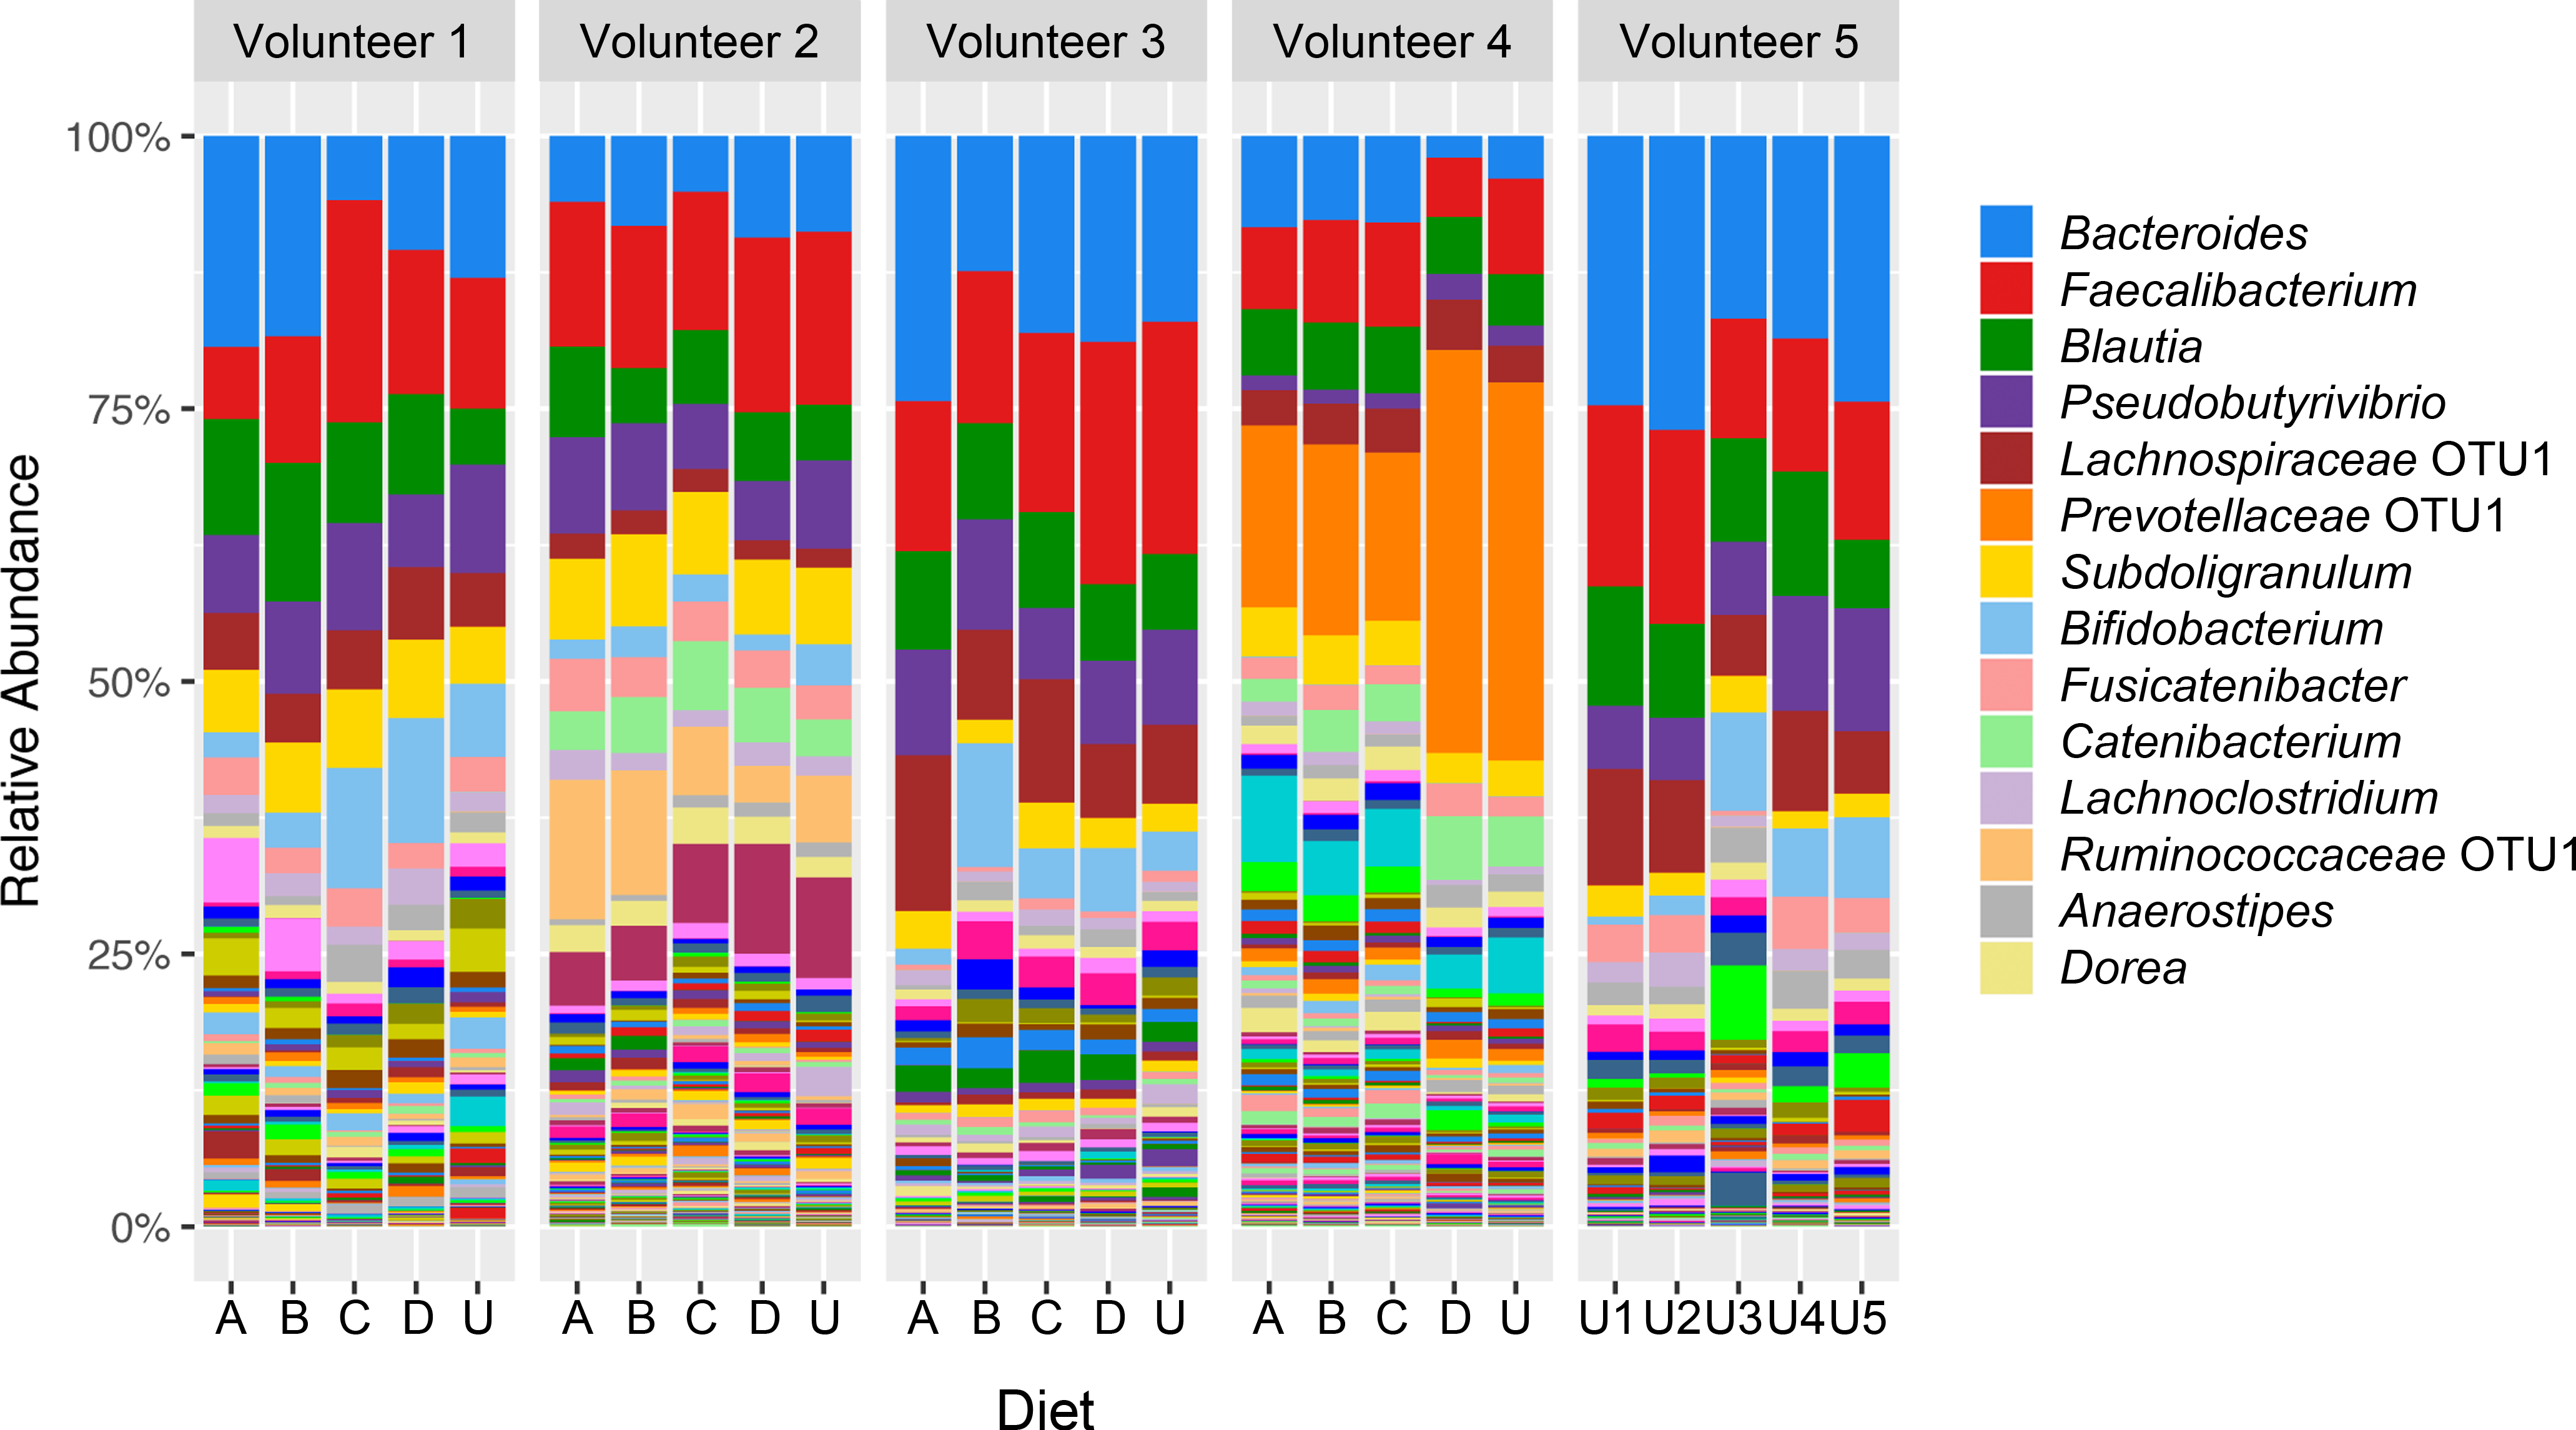 Volunteer 1 Volunteer 2 Volunteer 3 Volunteer 4 Volunteer 5
100%
75%
50%
25%
0%
Relative Abundance
A B C D U A B C D U A B C D U A B C D U U1 U2 U3 U4 U5
Diet
Bacteroides
Faecalibacterium
Blautia
Pseudobutyrivibrio
Lachnospiraceae OTU1
Prevotellaceae OTU1
Subdoligranulum
Bifidobacterium
Fusicatenibacter
Catenibacterium
Lachnoclostridium
Ruminococcaceae OTU1
Anaerostipes
Dorea